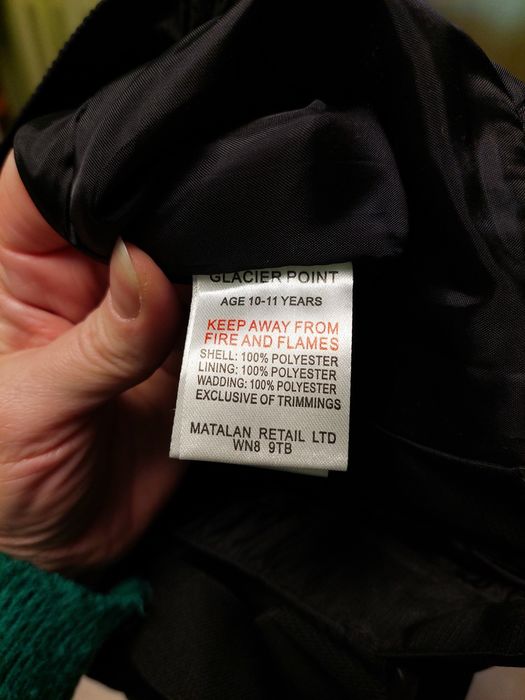 GLACIER POINT
AGE 10-11 YEARS
KEEP AWAY FROM
FIRE AND FLAMES
SHELL: 100% POLYESTER
LINING: 100% POLYESTER
WADDING: 100% POLYESTER
EXCLUSIVE OF TRIMMINGS
MATALAN RETAIL LTD
WN8 9TB